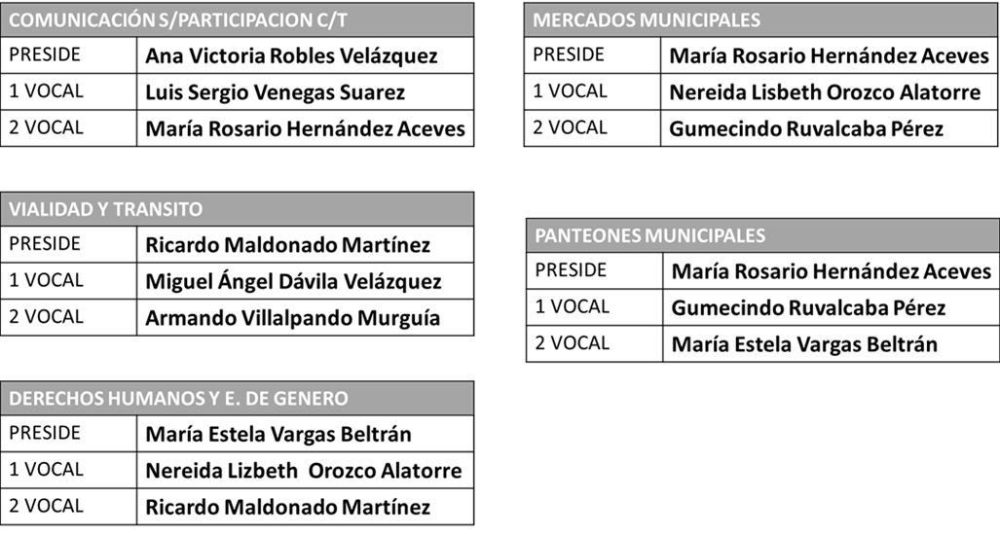 COMUNICACIÓN S/PARTICIPACION C/T
PRESIDE Ana Victoria Robles Velázquez
1 VOCAL Luis Sergio Venegas Suarez
2 VOCAL María Rosario Hernández Aceves
VIALIDAD Y TRANSITO
PRESIDE Ricardo Maldonado Martínez
1 VOCAL Miguel Ángel Dávila Velázquez
2 VOCAL Armando Villalpando Murguía
DERECHOS HUMANOS Y E. DE GENERO
PRESIDE María Estela Vargas Beltrán
1 VOCAL Nereida Lizbeth Orozco Alatorre
2 VOCAL Ricardo Maldonado Martínez
MERCADOS MUNICIPALES
PRESIDE María Rosario Hernández Aceves
1 VOCAL Nereida Lisbeth Orozco Alatorre
2 VOCAL Gumecindo Ruvalcaba Pérez
PANTEONES MUNICIPALES
PRESIDE María Rosario Hernández Aceves
1 VOCAL Gumecindo Ruvalcaba Pérez
2 VOCAL María Estela Vargas Beltrán